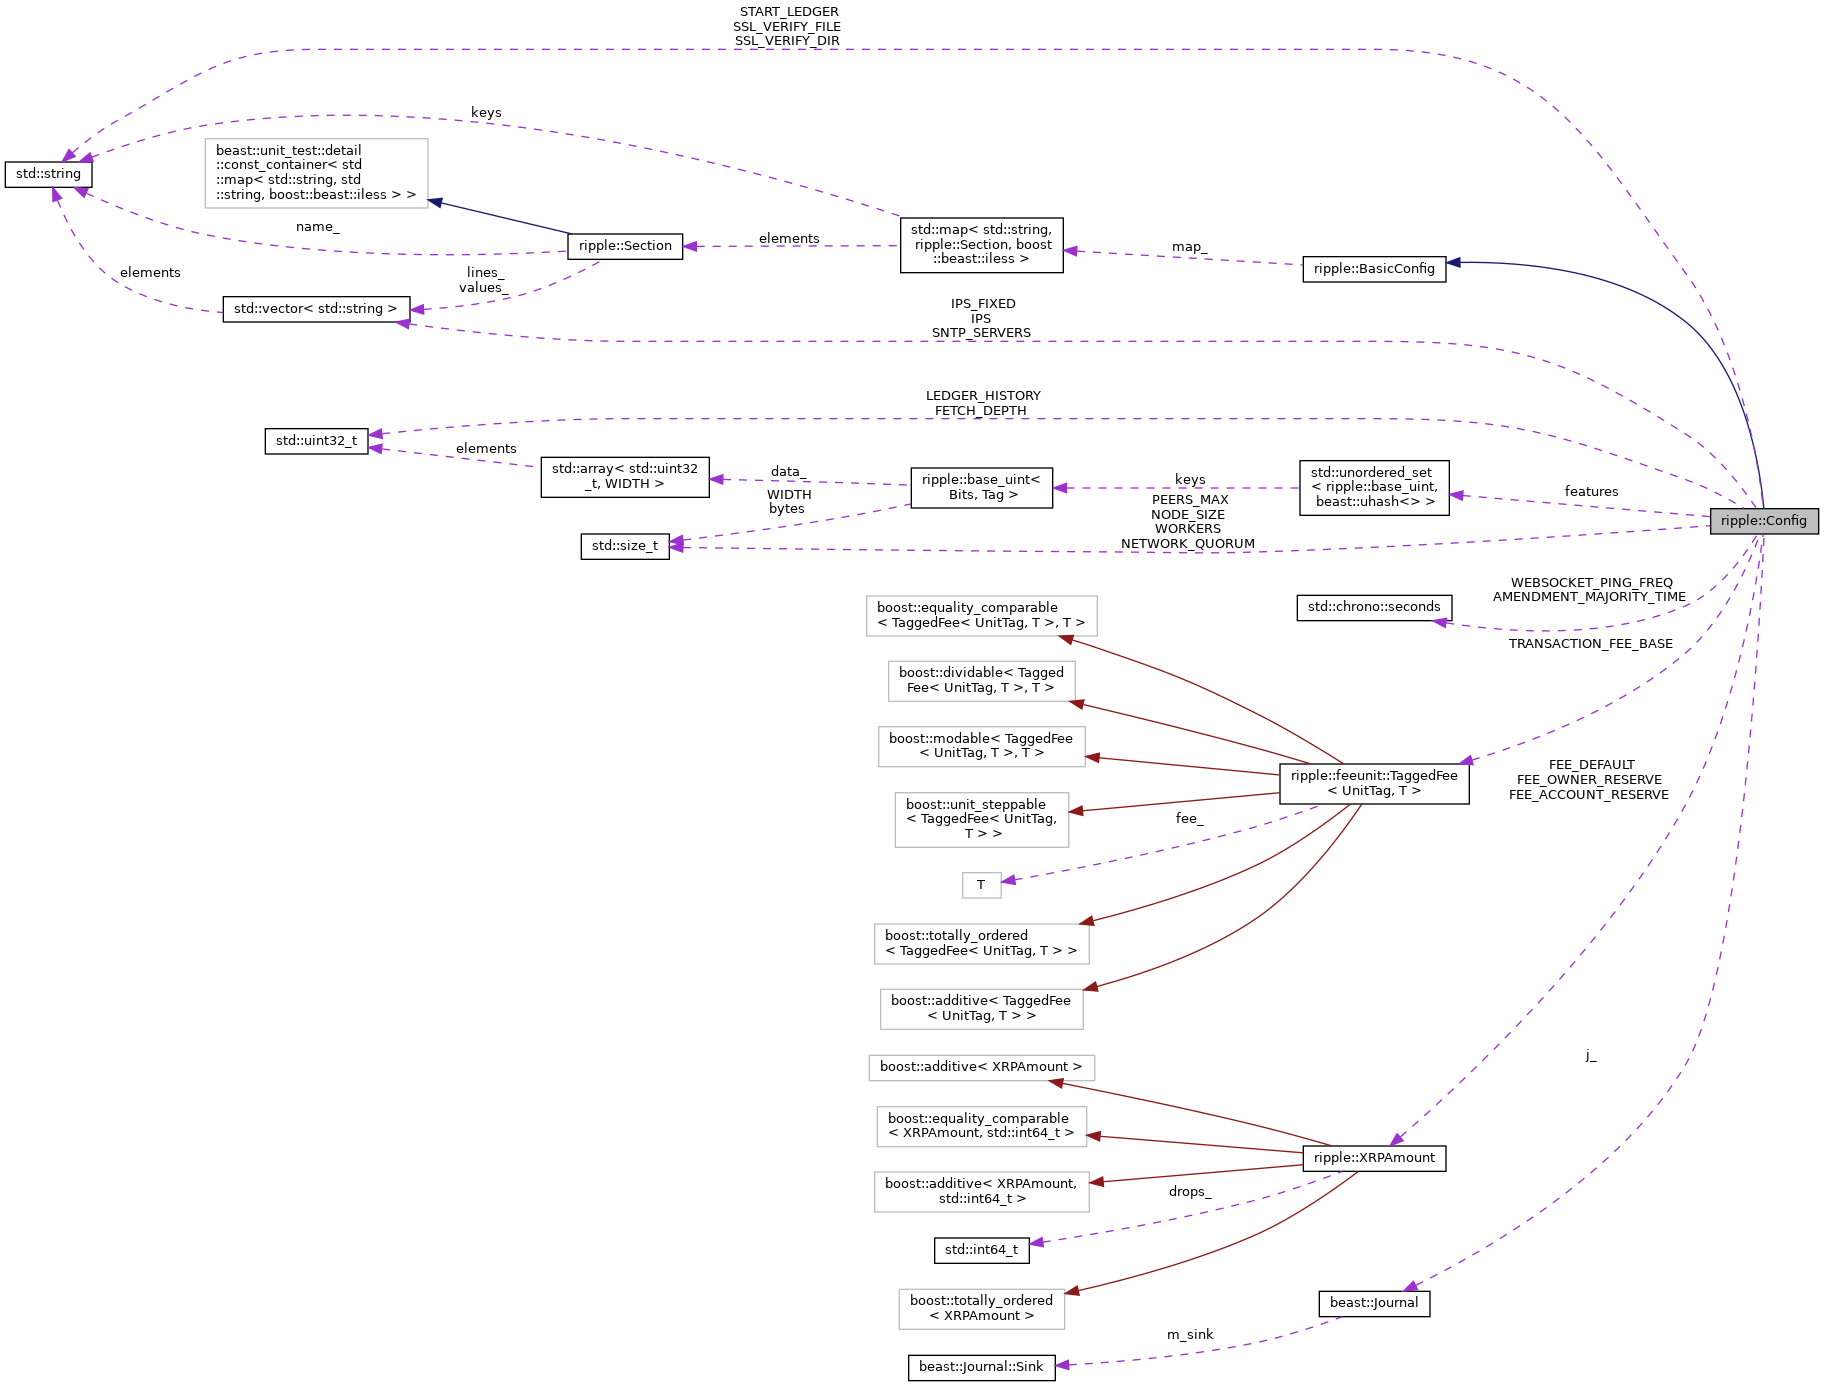 START_LEDGER
SSL_VERIFY_FILE
SSL_VERIFY_DIR
keys
beast::unit_test::detail
::const_container< std
::map< std::string, std
::string, boost::beast::iless > >
std::string
name_
ripple::Section
elements
std::map< std::string,
ripple::Section, boost
::beast::iless >
map_
ripple::BasicConfig
elements
lines_
values_
std::vector< std::string >
IPS_FIXED
IPS
SNTP_SERVERS
LEDGER_HISTORY
FETCH_DEPTH
std::uint32_t
elements
std::array< std::uint32
_t, WIDTH >
data_
WIDTH
bytes
ripple::base_uint<
Bits, Tag >
keys
std::unordered_set
< ripple::base_uint,
beast::uhash<> >
features
ripple::Config
std::size_t
PEERS_MAX
NODE_SIZE
WORKERS
NETWORK_QUORUM
WEBSOCKET_PING_FREQ
AMENDMENT_MAJORITY_TIME
std::chrono::seconds
boost::equality_comparable
< TaggedFee< UnitTag, T >, T >
TRANSACTION_FEE_BASE
boost::dividable< Tagged
Fee< UnitTag, T >, T >
boost::modable< TaggedFee
< UnitTag, T >, T >
ripple::feeunit::TaggedFee
< UnitTag, T >
FEE_DEFAULT
FEE_OWNER_RESERVE
FEE_ACCOUNT_RESERVE
boost::unit_steppable
< TaggedFee< UnitTag,
T > >
fee_
T
boost::totally_ordered
< TaggedFee< UnitTag, T > >
boost::additive< TaggedFee
< UnitTag, T > >
j_
boost::additive< XRPAmount >
boost::equality_comparable
< XRPAmount, std::int64_t >
ripple::XRPAmount
boost::additive< XRPAmount,
std::int64_t >
drops_
std::int64_t
boost::totally_ordered
< XRPAmount >
beast::Journal
m_sink
beast::Journal::Sink